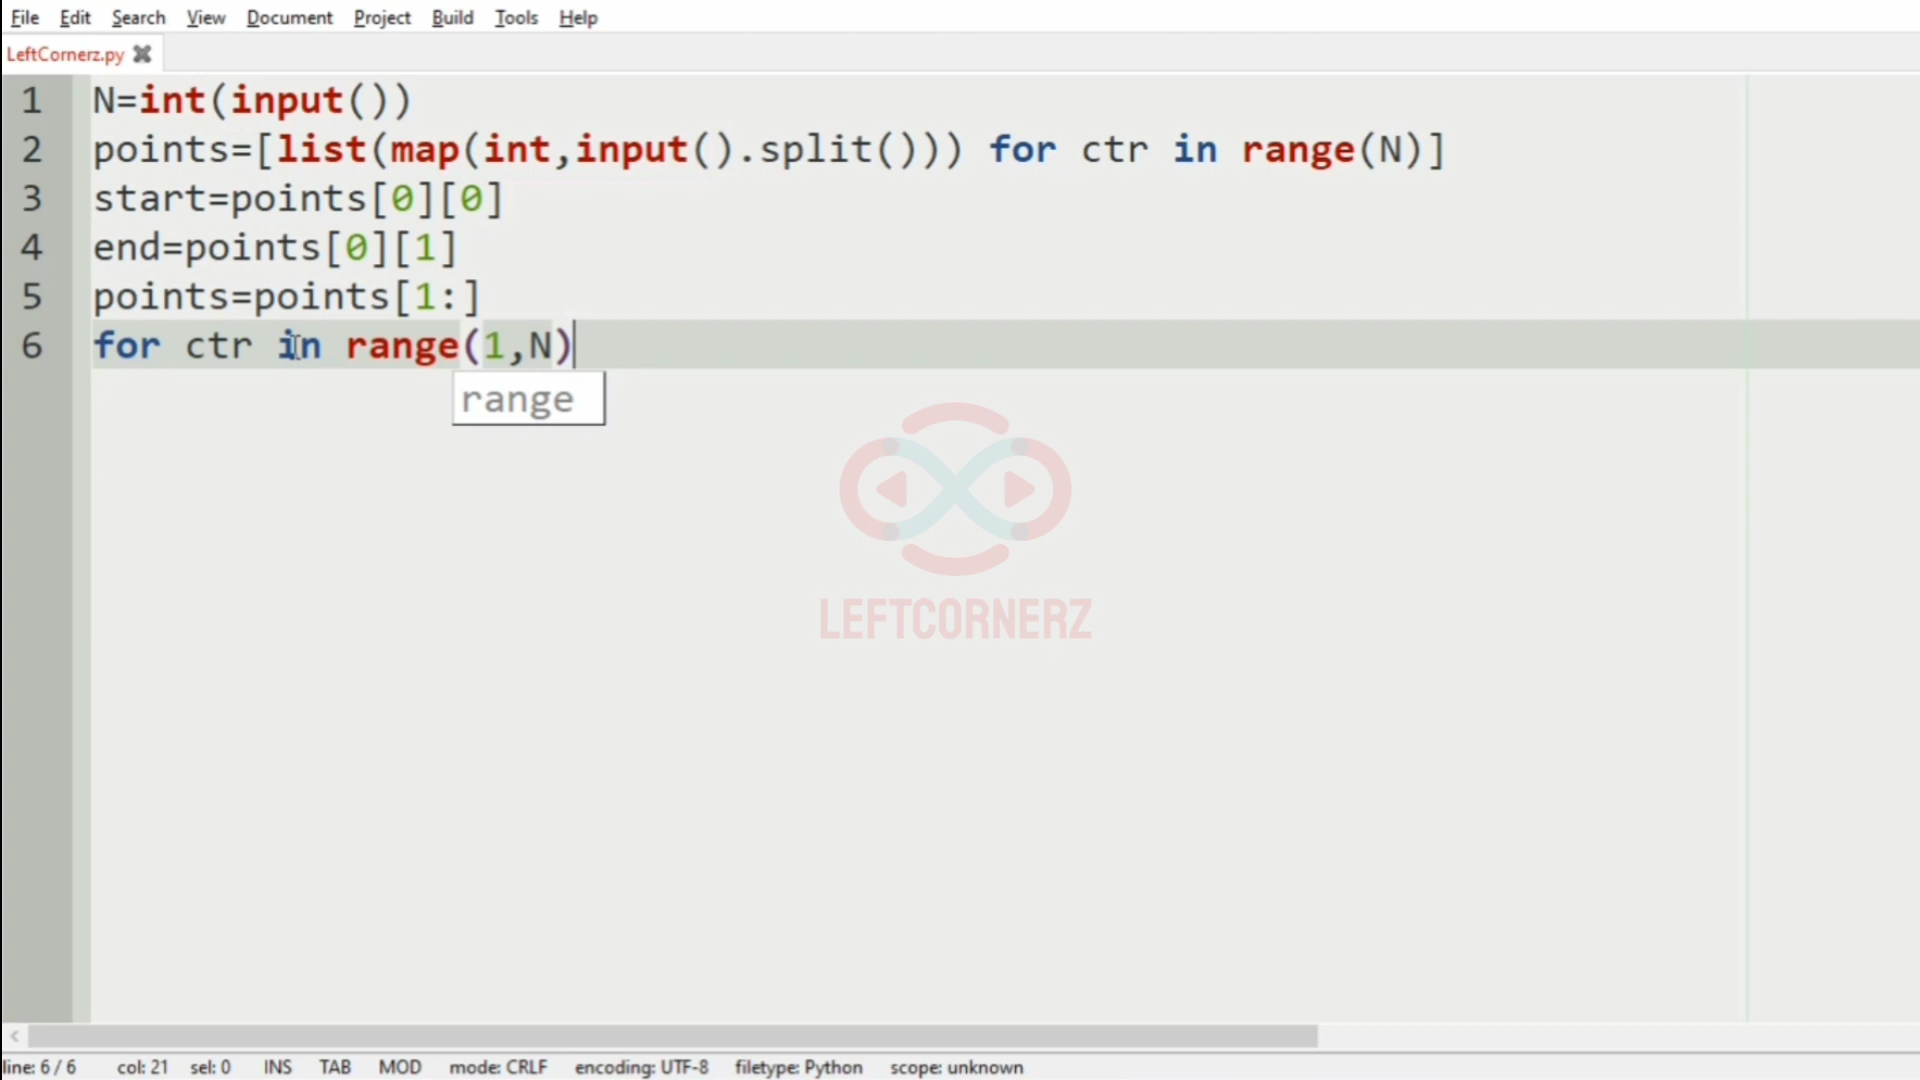 File Edit Search View Document Project Build Tools Help
LeftCornerz.py
1 N=int(input())
2 points=[list(map(int,input().split())) for ctr in range(N)]
3 start=points[0][0]
4 end=points[0][1]
5 points=points[1:]
6 for ctr in range(1,N)
range
LEFTCORNERZ
line: 6 / 6 col: 21 sel: 0 INS TAB MOD mode: CRLF encoding: UTF-8 filetype: Python scope: unknown